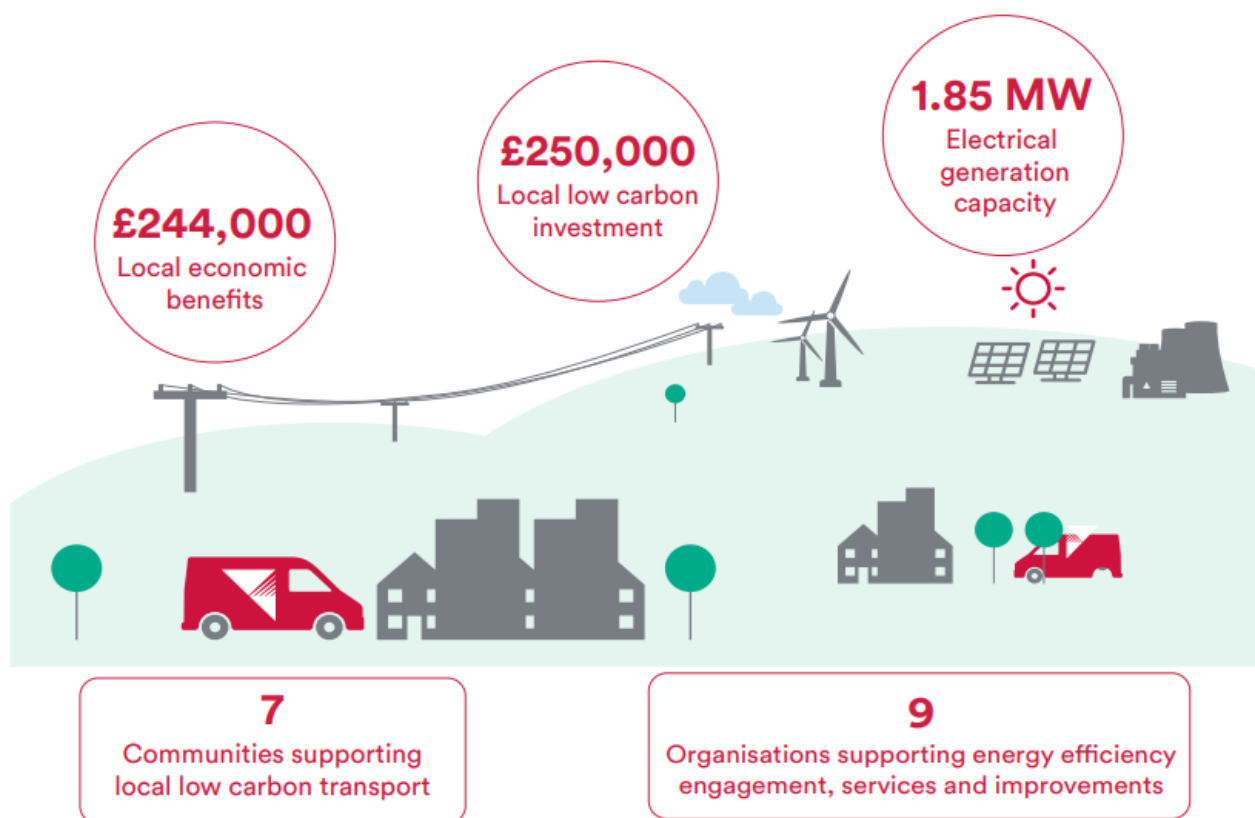 £244,000
Local economic
benefits
£250,000
Local low carbon
investment
1.85 MW
Electrical
generation
capacity
7
Communities supporting
local low carbon transport
9
Organisations supporting energy efficiency
engagement, services and improvements